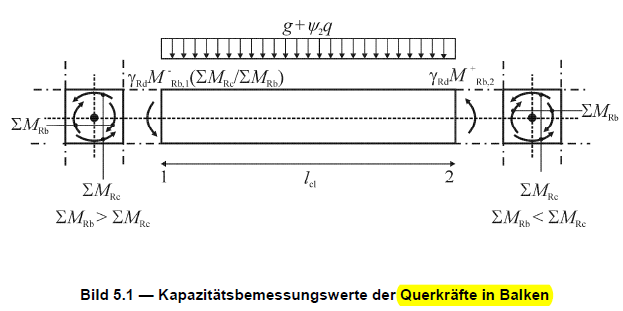 g+ψ₂q
γRdM⁻Rb,1(ΣMRc/ΣMRb)
γRdM⁺Rb,2
ΣMRb
ΣMRb
1
lcl
2
ΣMRc
ΣMRc
ΣMRb > ΣMRc
ΣMRb < ΣMRc
Bild 5.1 — Kapazitätsbemessungswerte der Querkräfte in Balken